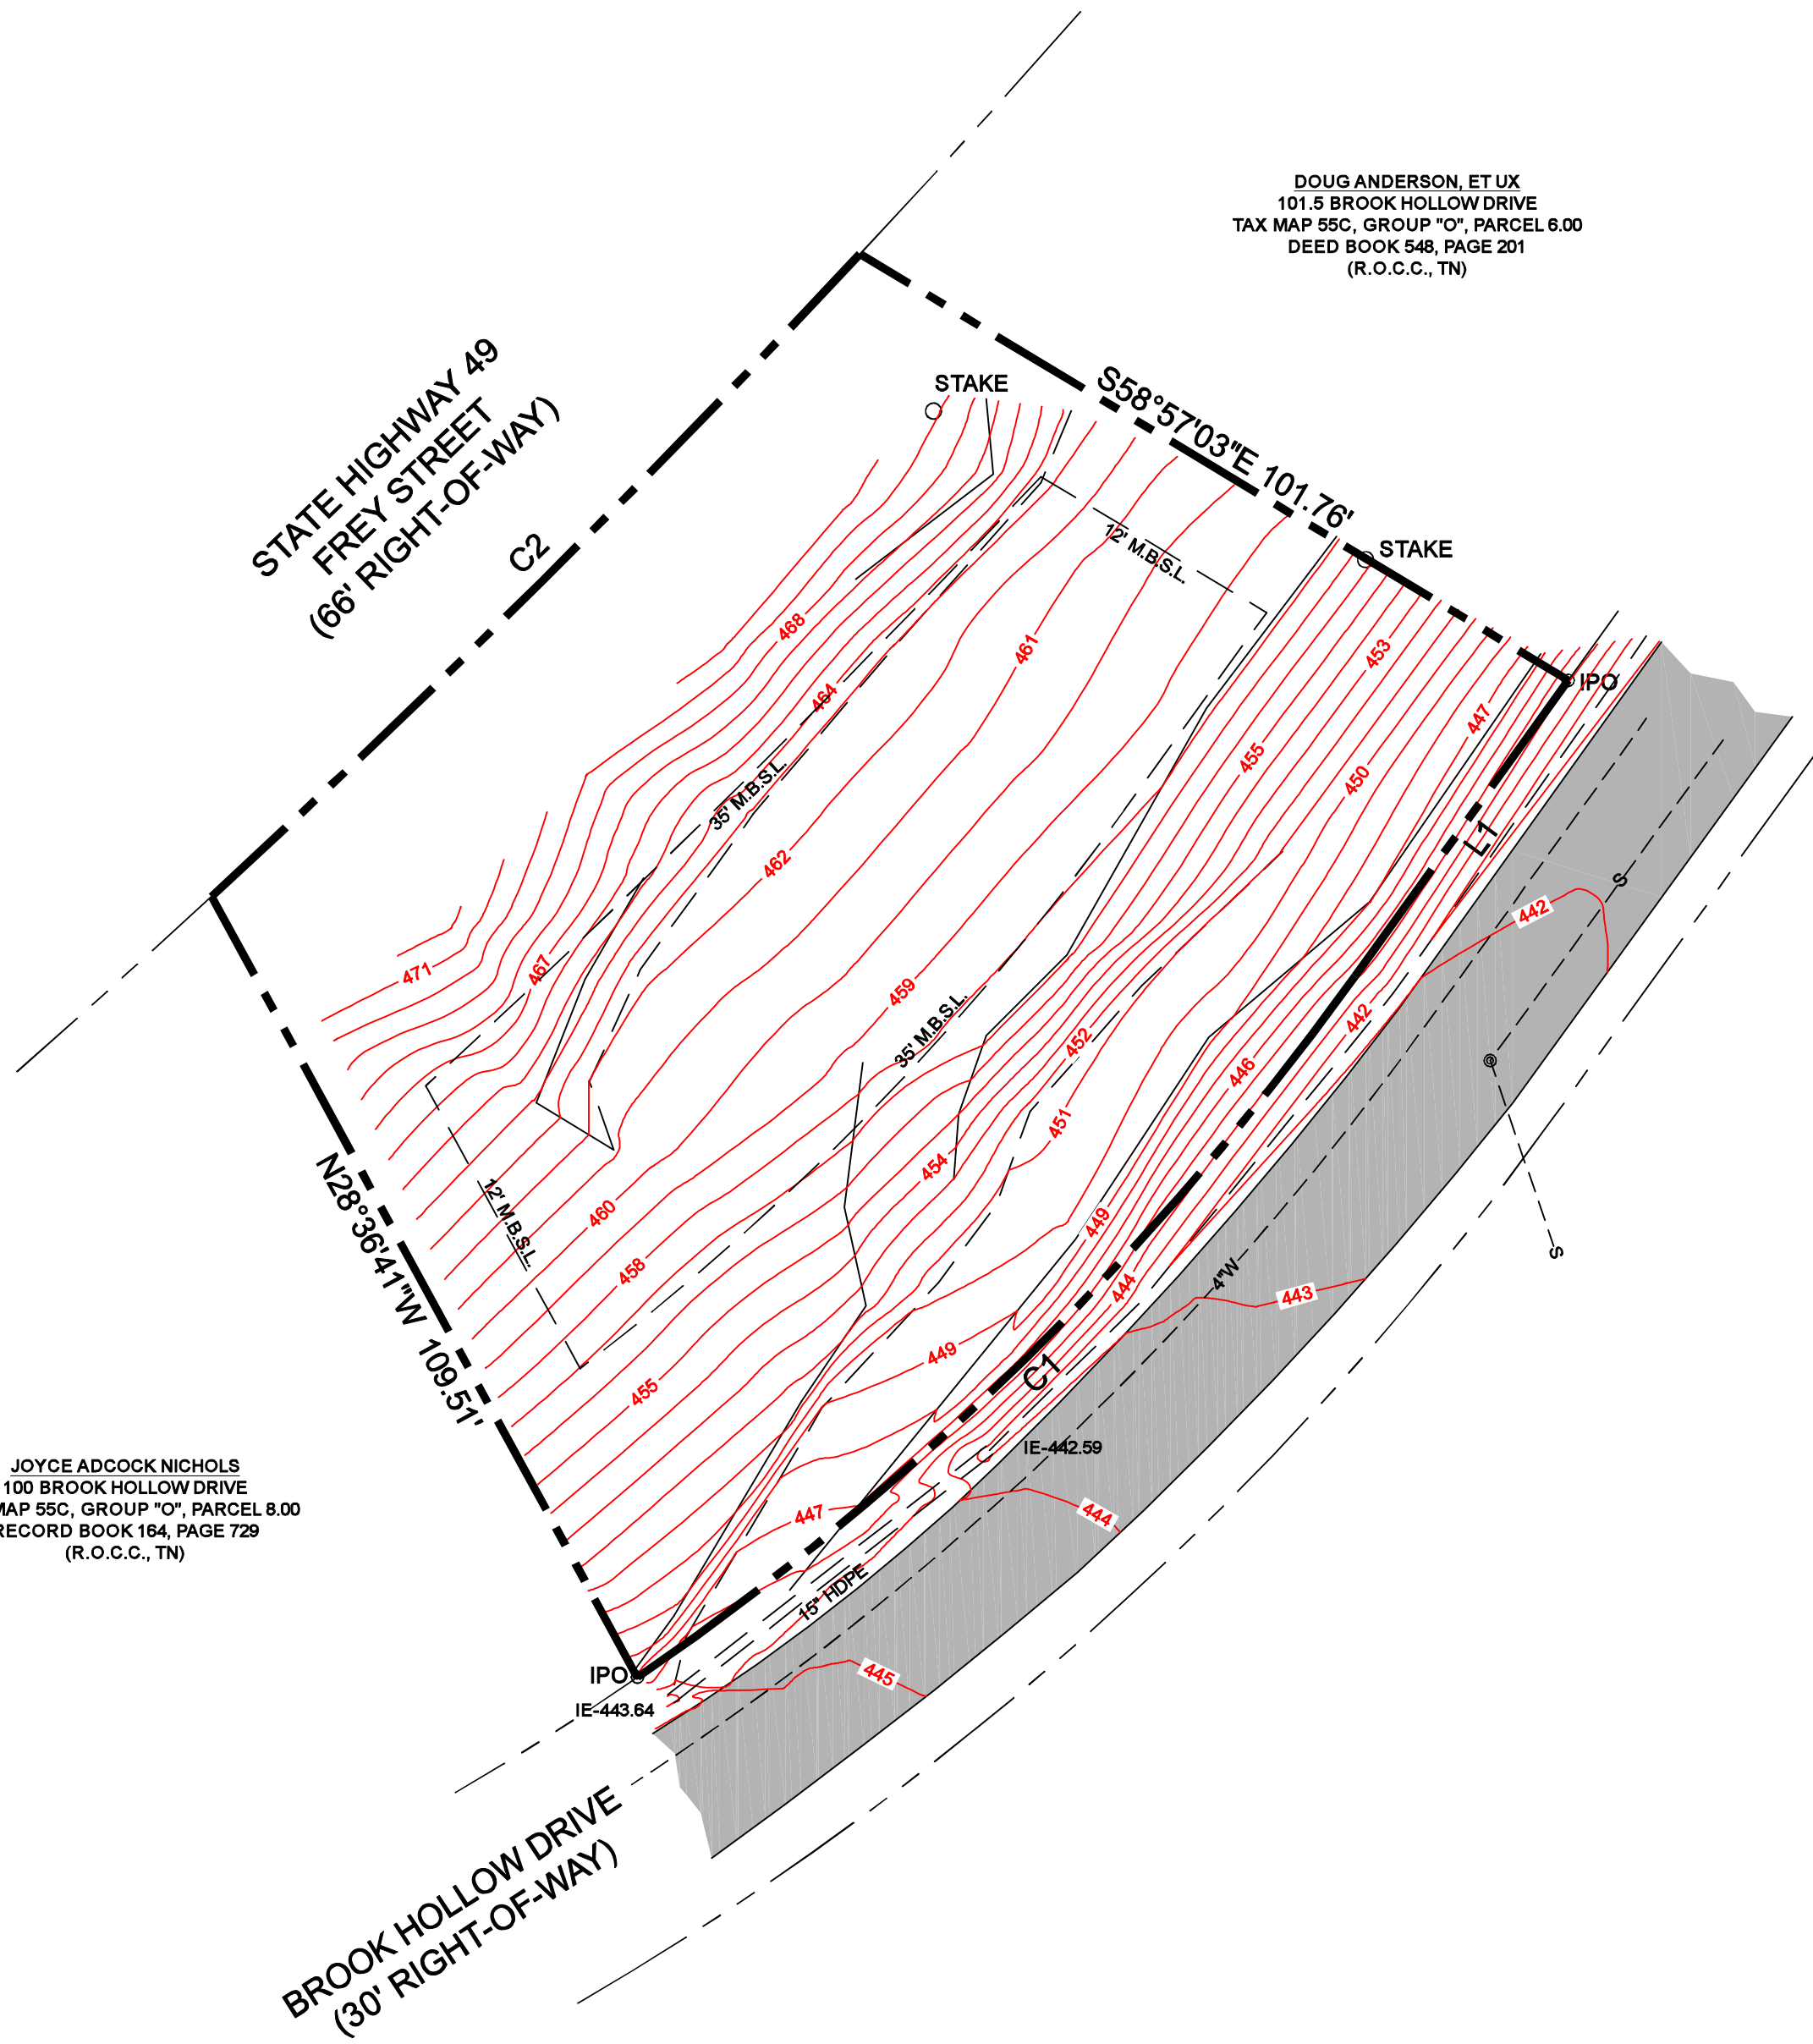 DOUG ANDERSON, ET UX
101.5 BROOK HOLLOW DRIVE
TAX MAP 55C, GROUP "O", PARCEL 6.00
DEED BOOK 548, PAGE 201
(R.O.C.C., TN)
STATE HIGHWAY 49
FREY STREET
(66' RIGHT-OF-WAY)
C2
STAKE
S58°57'03"E 101.76'
STAKE
12' M.B.S.L.
IPO
468
461
453
464
447
455
450
35' M.B.S.L.
L1
462
S
442
471
467
459
442
35' M.B.S.L.
452
446
451
454
N28°36'41"W 109.51'
12' M.B.S.L.
460
449
458
S
4"W
444
443
449
C1
455
IE-442.59
447
444
JOYCE ADCOCK NICHOLS
100 BROOK HOLLOW DRIVE
MAP 55C, GROUP "O", PARCEL 8.00
RECORD BOOK 164, PAGE 729
(R.O.C.C., TN)
15" HDPE
IPO
445
IE-443.64
BROOK HOLLOW DRIVE
(30' RIGHT-OF-WAY)